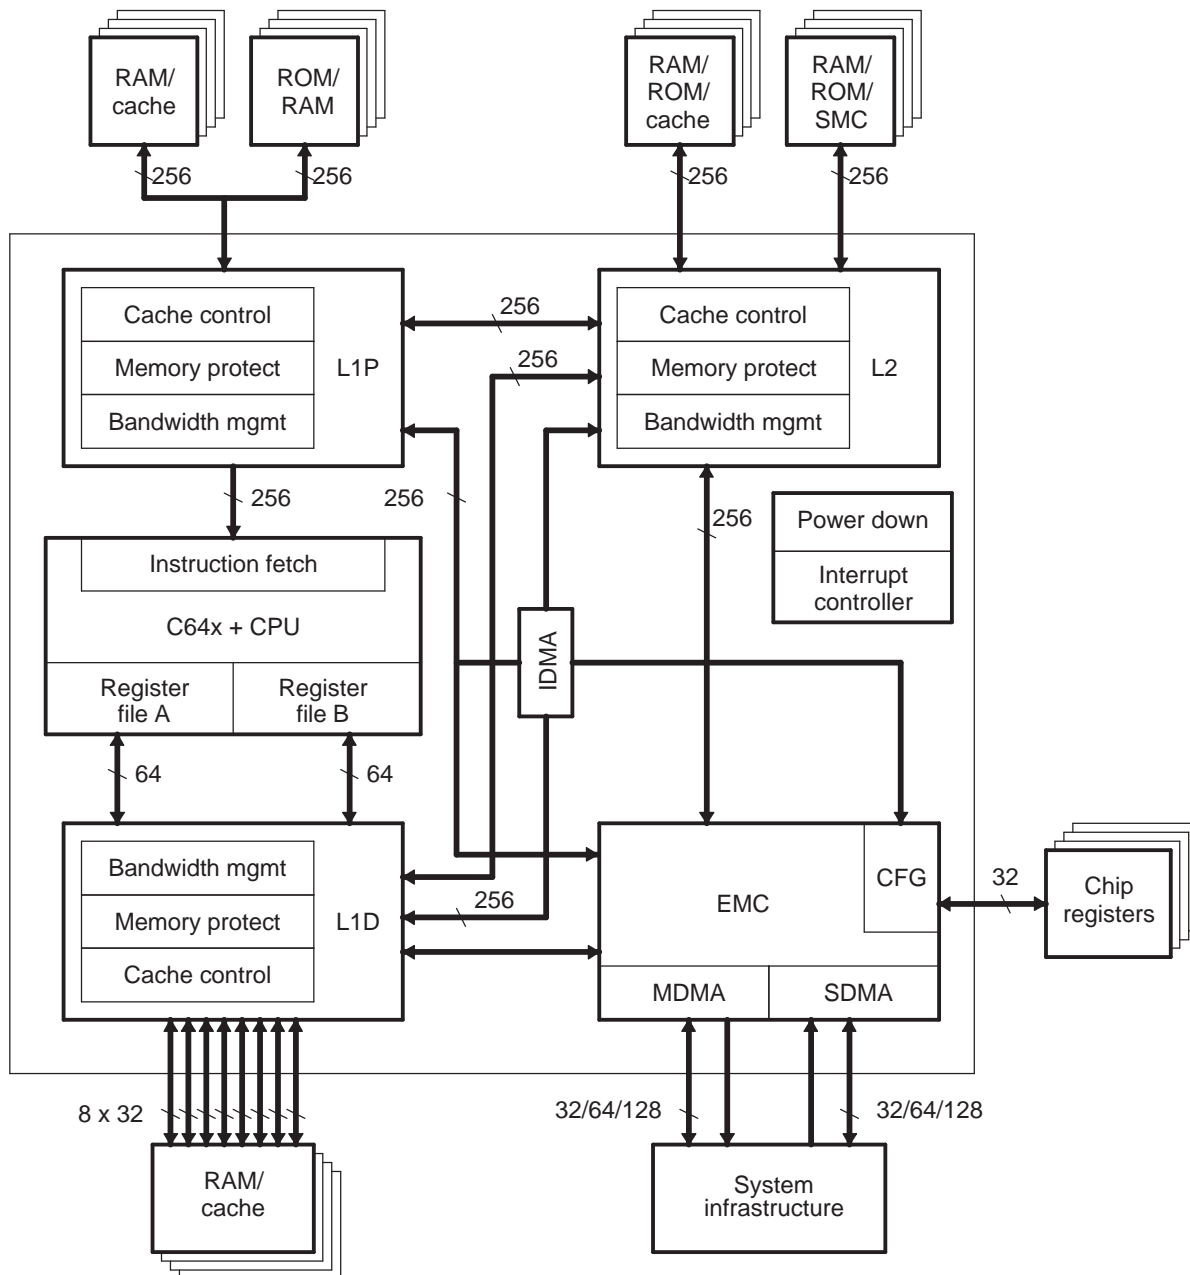 RAM/
cache
ROM/
RAM
RAM/
ROM/
cache
RAM/
ROM/
SMC
256
256
256
256
Cache control
Memory protect
Bandwidth mgmt
L1P
256
256
Cache control
Memory protect
Bandwidth mgmt
L2
256
256
256
Power down
Interrupt
controller
Instruction fetch
C64x + CPU
Register
file A
Register
file B
IDMA
64
64
Bandwidth mgmt
Memory protect
Cache control
L1D
256
EMC
CFG
MDMA
SDMA
32
Chip
registers
8 x 32
32/64/128
32/64/128
RAM/
cache
System
infrastructure